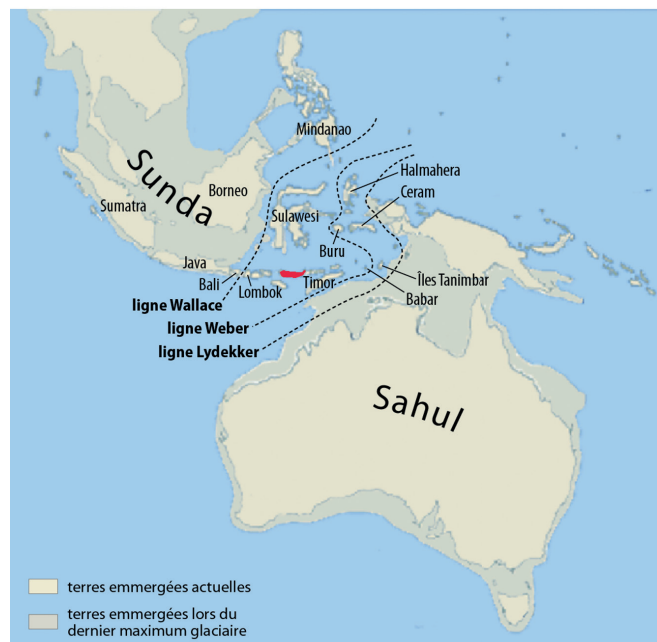 Mindanao
Halmahera
Ceram
Sunda
Borneo
Sumatra
Sulawesi
Buru
Java
Îles Tanimbar
Bali
Lombok
Timor
Babar
ligne Wallace
ligne Weber
ligne Lydekker
Sahul
terres emmergées actuelles
terres emmergées lors du
dernier maximum glaciaire